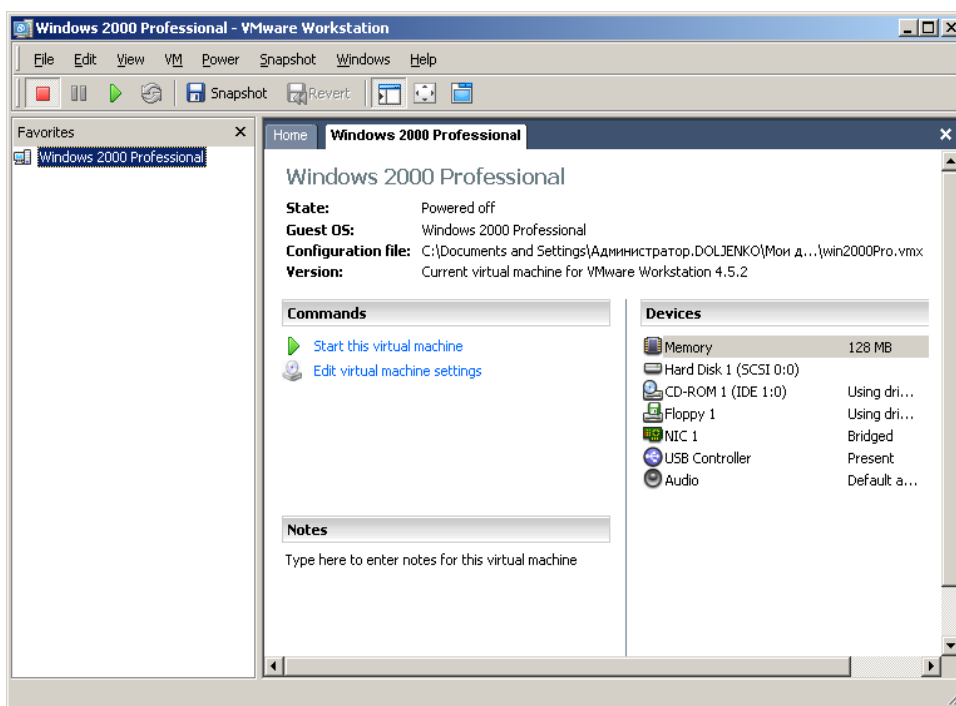 Windows 2000 Professional - VMware Workstation
File Edit View VM Power Snapshot Windows Help
Snapshot Revert
Favorites
Windows 2000 Professional
Home Windows 2000 Professional
Windows 2000 Professional
State: Powered off
Guest OS: Windows 2000 Professional
Configuration file: C:\Documents and Settings\Администратор.DOLJENKO\Мои д...\win2000Pro.vmx
Version: Current virtual machine for VMware Workstation 4.5.2
Commands
Start this virtual machine
Edit virtual machine settings
Devices
Memory 128 MB
Hard Disk 1 (SCSI 0:0)
CD-ROM 1 (IDE 1:0) Using dri...
Floppy 1 Using dri...
NIC 1 Bridged
USB Controller Present
Audio Default a...
Notes
Type here to enter notes for this virtual machine